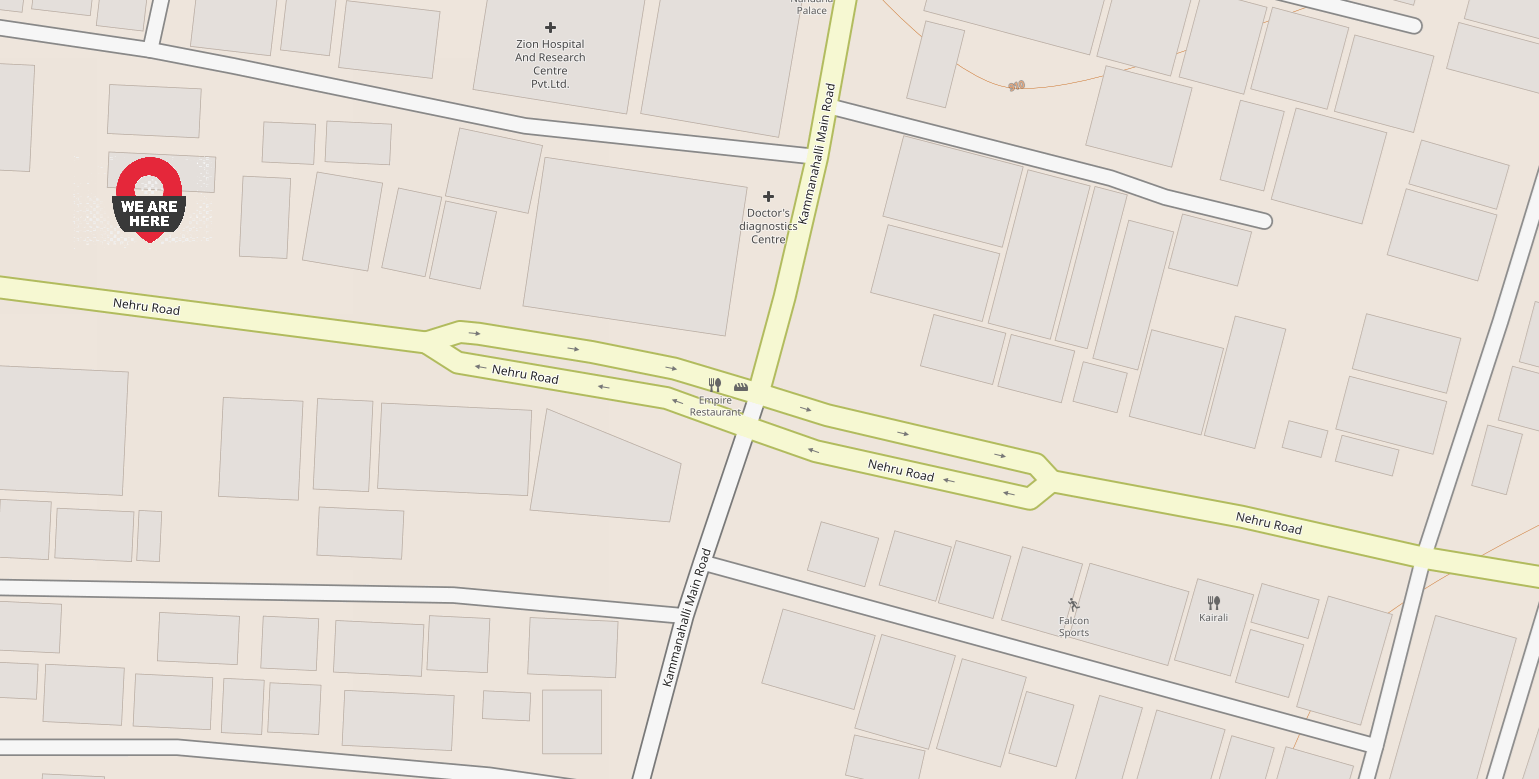 Nandana
Palace
Zion Hospital
And Research
Centre
Pvt.Ltd.
Kammanahalli Main Road
WE ARE
HERE
Doctor's
diagnostics
Centre
Nehru Road
Nehru Road
Empire
Restaurant
Nehru Road
Nehru Road
Kammanahalli Main Road
Falcon
Sports
Kairali